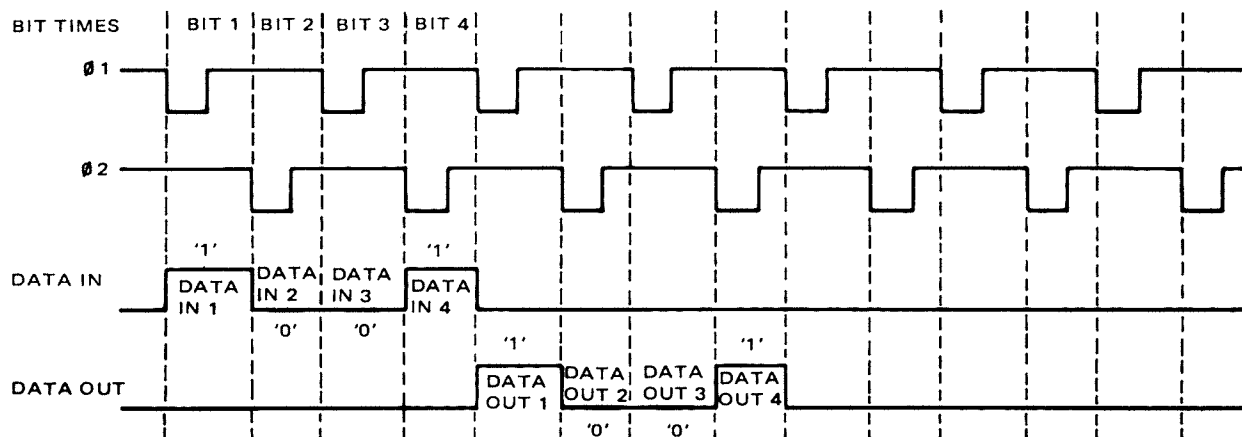 BIT TIMES BIT 1 BIT 2 BIT 3 BIT 4
Ø 1
Ø 2
'1' '1'
DATA IN
DATA IN 1
DATA IN 2
DATA IN 3
DATA IN 4
'0' '0'
'1' '1'
DATA OUT
DATA OUT 1
DATA OUT 2
DATA OUT 3
DATA OUT 4
'0' '0'